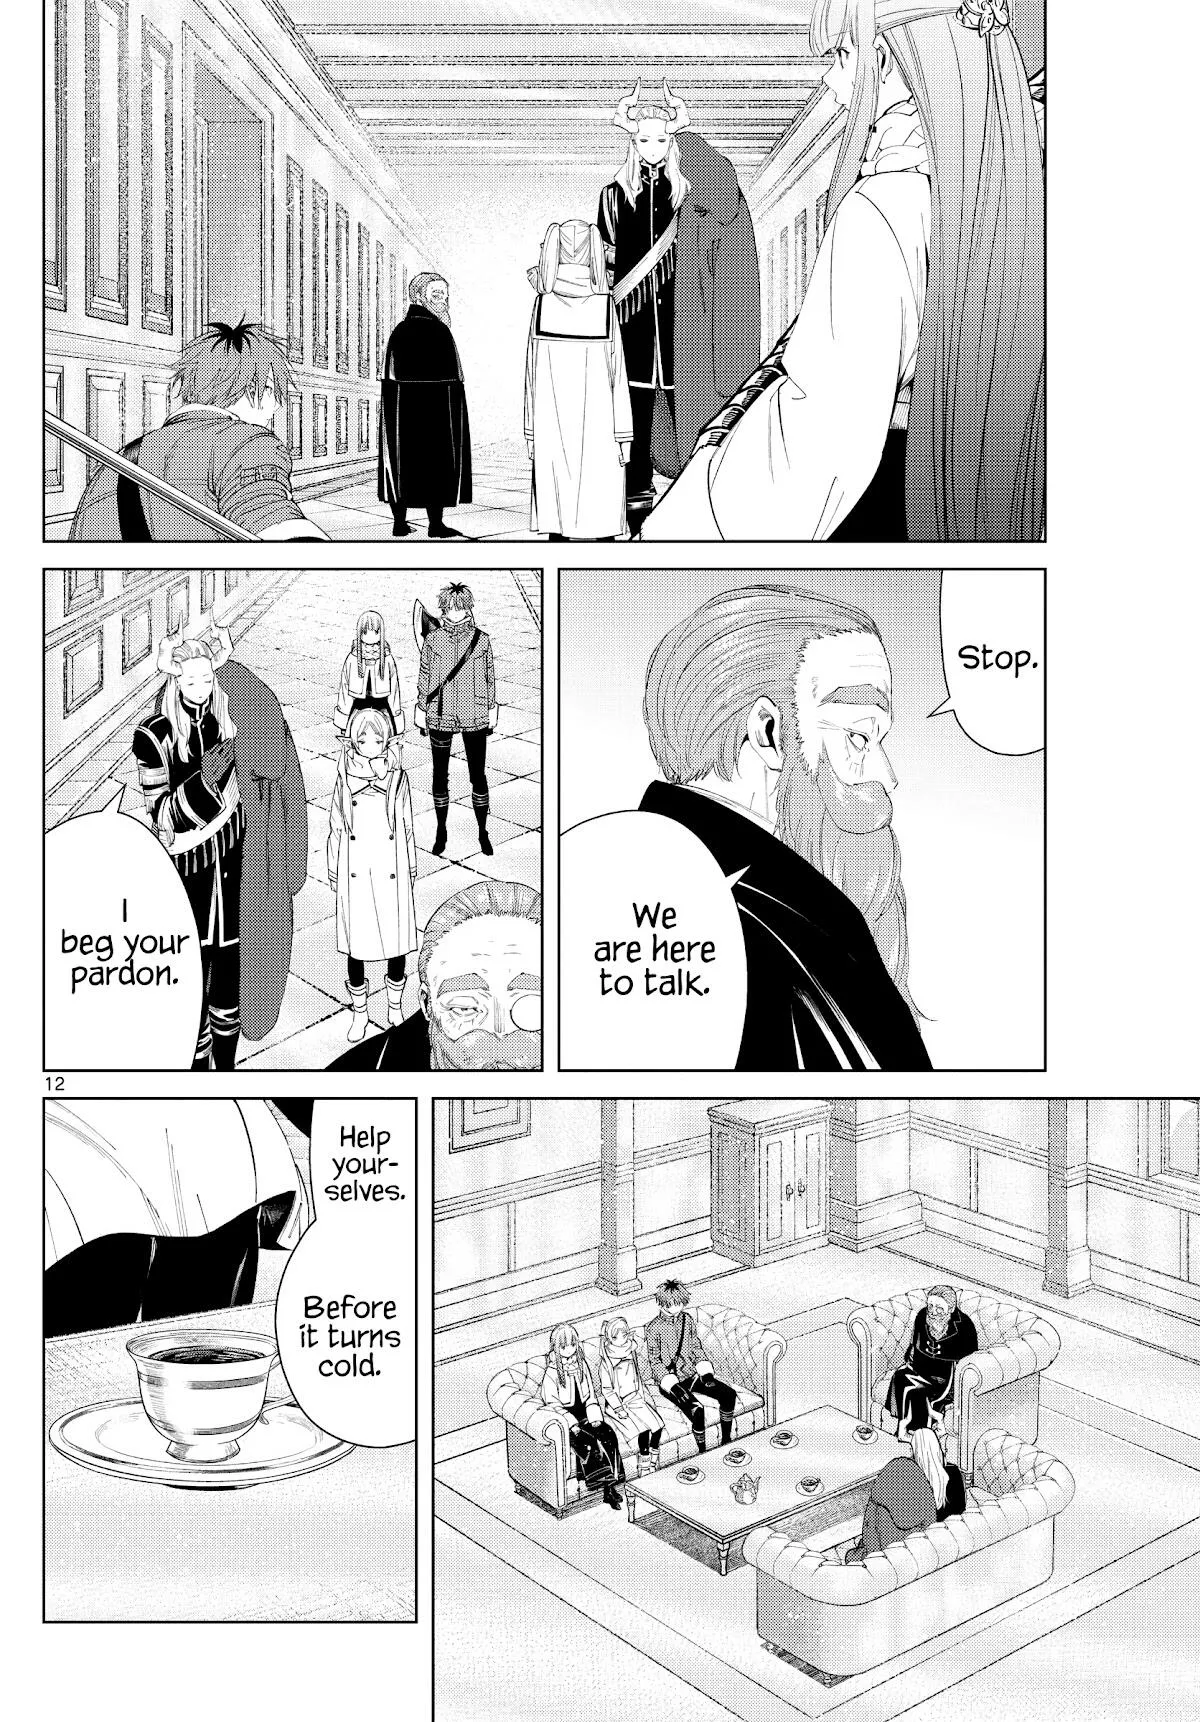 Stop.
We
are here
to talk.
I
beg your
pardon.
12
Help
your-
selves.
Before
it turns
cold.